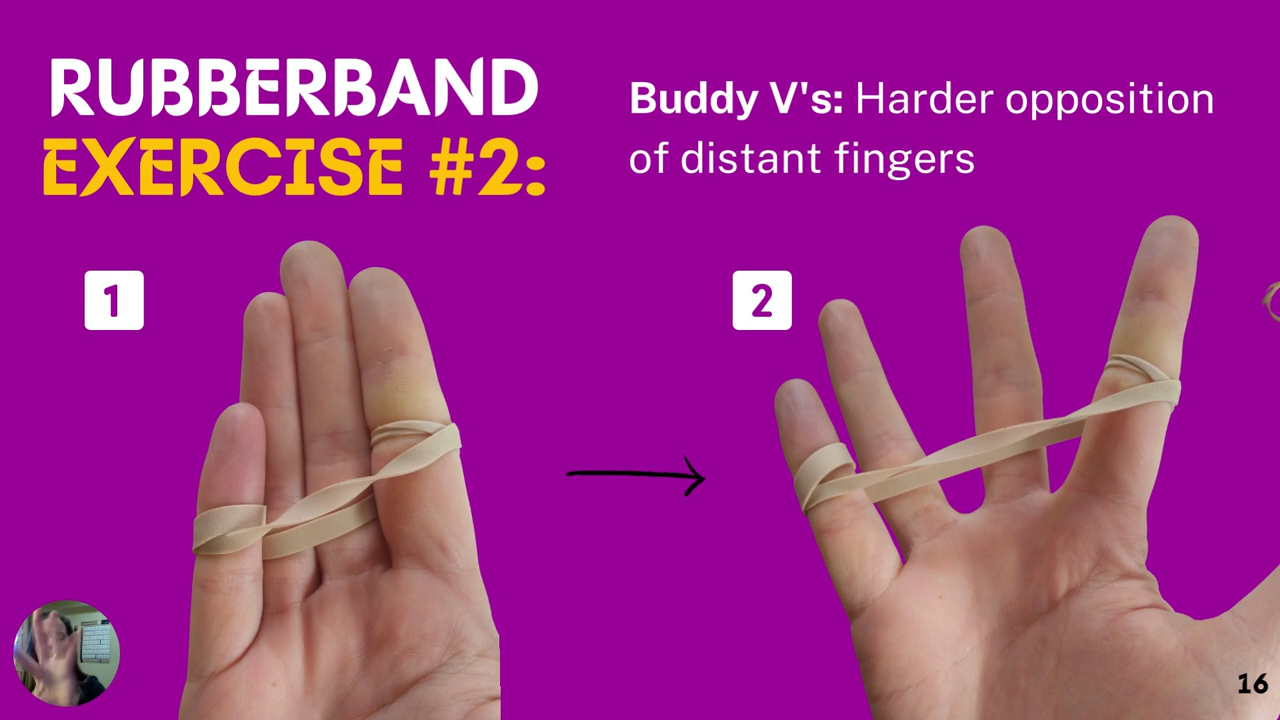 RUBBERBAND
EXERCISE #2:
Buddy V's: Harder opposition
of distant fingers
1
2
16